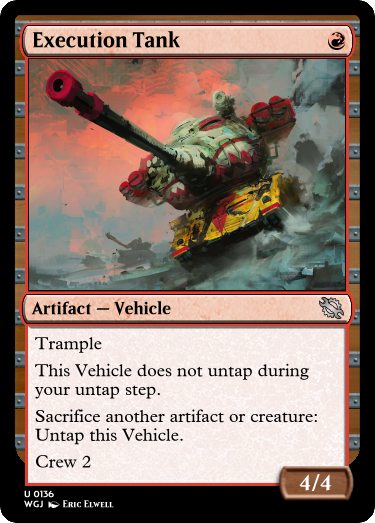 Execution Tank
Artifact — Vehicle
Trample
This Vehicle does not untap during
your untap step.
Sacrifice another artifact or creature:
Untap this Vehicle.
Crew 2
4/4
U 0136
WGJ Eric Elwell